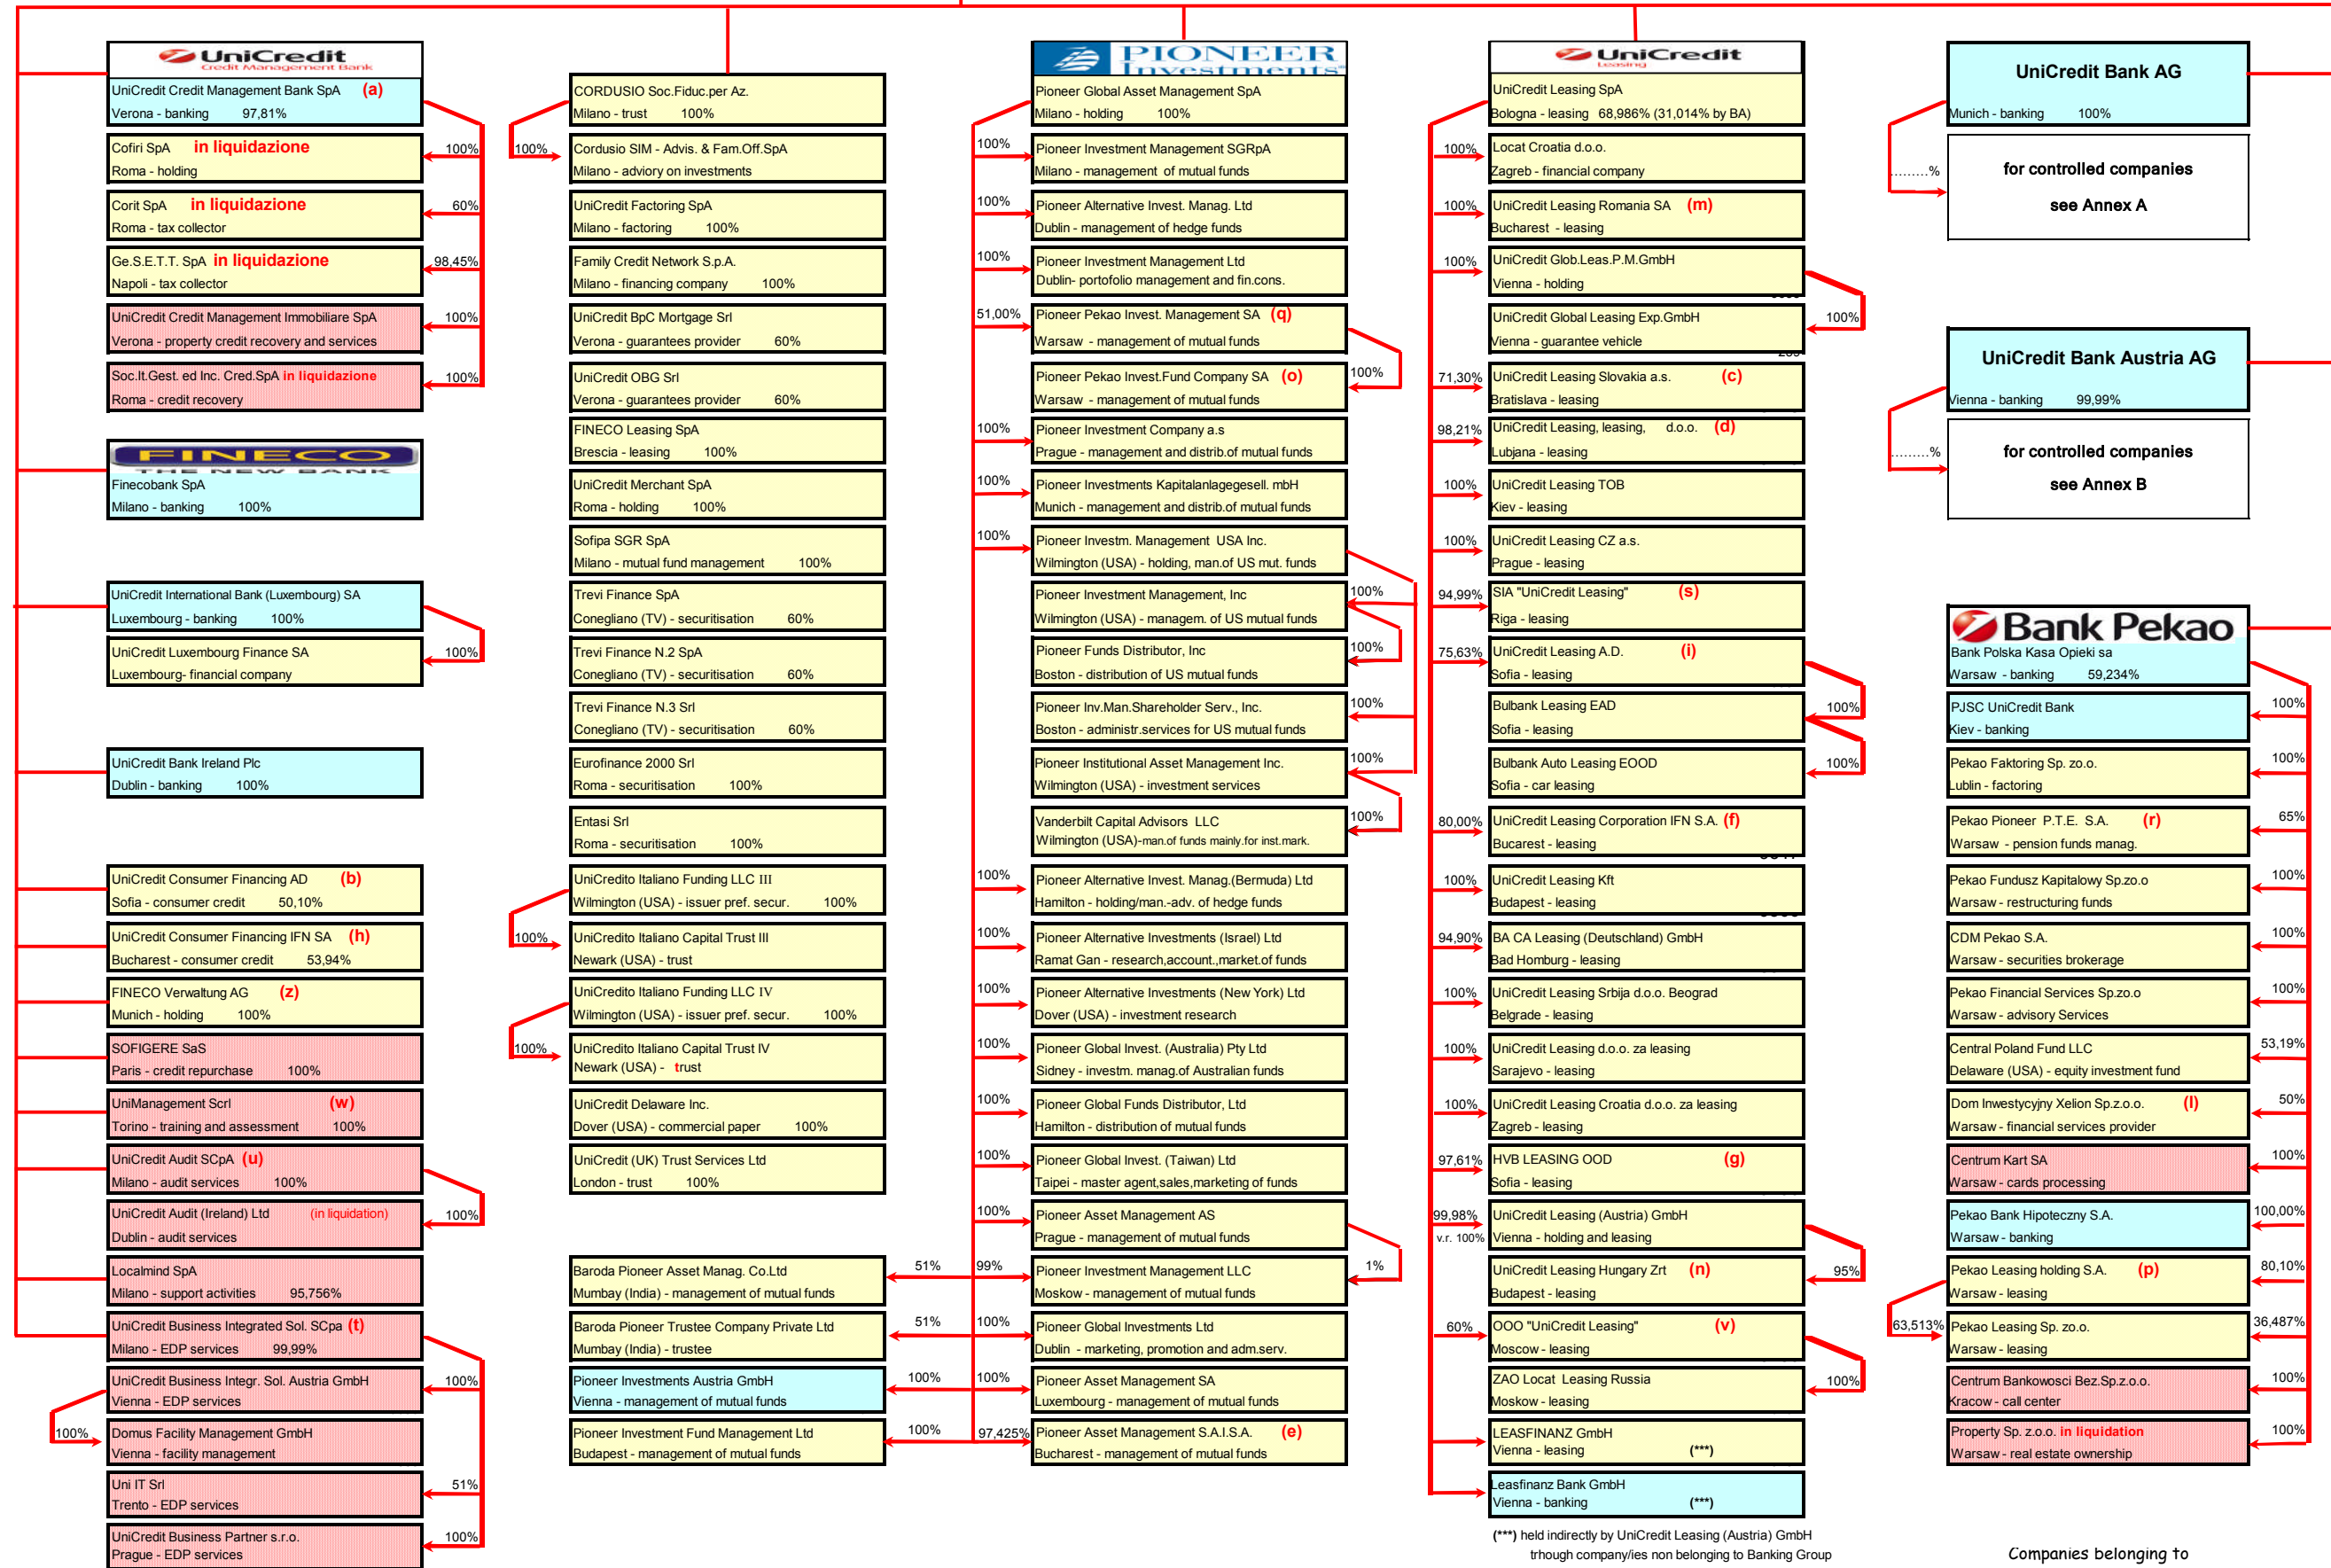 UniCredit
Credit Management Bank
UniCredit Credit Management Bank SpA (a)
Verona - banking 97,81%
Cofiri SpA in liquidazione
Roma - holding
100%
Corit SpA in liquidazione
Roma - tax collector
60%
Ge.S.E.T.T. SpA in liquidazione
Napoli - tax collector
98,45%
UniCredit Credit Management Immobiliare SpA
Verona - property credit recovery and services
100%
Soc.It.Gest. ed Inc. Cred.SpA in liquidazione
Roma - credit recovery
100%
FINECO
THE NEW BANK
Finecobank SpA
Milano - banking 100%
UniCredit International Bank (Luxembourg) SA
Luxembourg - banking 100%
UniCredit Luxembourg Finance SA
Luxembourg- financial company
100%
UniCredit Bank Ireland Plc
Dublin - banking 100%
UniCredit Consumer Financing AD (b)
Sofia - consumer credit 50,10%
UniCredit Consumer Financing IFN SA (h)
Bucharest - consumer credit 53,94%
FINECO Verwaltung AG (z)
Munich - holding 100%
SOFIGERE SaS
Paris - credit repurchase 100%
UniManagement Scrl (w)
Torino - training and assessment 100%
UniCredit Audit SCpA (u)
Milano - audit services 100%
UniCredit Audit (Ireland) Ltd (in liquidation)
Dublin - audit services
100%
Localmind SpA
Milano - support activities 95,756%
UniCredit Business Integrated Sol. SCpa (t)
Milano - EDP services 99,99%
UniCredit Business Integr. Sol. Austria GmbH
Vienna - EDP services
100%
100%
Domus Facility Management GmbH
Vienna - facility management
Uni IT Srl
Trento - EDP services
51%
UniCredit Business Partner s.r.o.
Prague - EDP services
100%
CORDUSIO Soc.Fiduc.per Az.
Milano - trust 100%
100%
Cordusio SIM - Advis. & Fam.Off.SpA
Milano - adviory on investments
UniCredit Factoring SpA
Milano - factoring 100%
Family Credit Network S.p.A.
Milano - financing company 100%
UniCredit BpC Mortgage Srl
Verona - guarantees provider 60%
UniCredit OBG Srl
Verona - guarantees provider 60%
FINECO Leasing SpA
Brescia - leasing 100%
UniCredit Merchant SpA
Roma - holding 100%
Sofipa SGR SpA
Milano - mutual fund management 100%
Trevi Finance SpA
Conegliano (TV) - securitisation 60%
Trevi Finance N.2 SpA
Conegliano (TV) - securitisation 60%
Trevi Finance N.3 Srl
Conegliano (TV) - securitisation 60%
Eurofinance 2000 Srl
Roma - securitisation 100%
Entasi Srl
Roma - securitisation 100%
UniCredito Italiano Funding LLC III
Wilmington (USA) - issuer pref. secur. 100%
100%
UniCredito Italiano Capital Trust III
Newark (USA) - trust
UniCredito Italiano Funding LLC IV
Wilmington (USA) - issuer pref. secur. 100%
100%
UniCredito Italiano Capital Trust IV
Newark (USA) - trust
UniCredit Delaware Inc.
Dover (USA) - commercial paper 100%
UniCredit (UK) Trust Services Ltd
London - trust 100%
Baroda Pioneer Asset Manag. Co.Ltd
Mumbay (India) - management of mutual funds
51%
Baroda Pioneer Trustee Company Private Ltd
Mumbay (India) - trustee
51%
Pioneer Investments Austria GmbH
Vienna - management of mutual funds
100%
Pioneer Investment Fund Management Ltd
Budapest - management of mutual funds
100%
PIONEER
Investments
Pioneer Global Asset Management SpA
Milano - holding 100%
100%
Pioneer Investment Management SGRpA
Milano - management of mutual funds
100%
Pioneer Alternative Invest. Manag. Ltd
Dublin - management of hedge funds
100%
Pioneer Investment Management Ltd
Dublin- portofolio management and fin.cons.
51,00%
Pioneer Pekao Invest. Management SA (q)
Warsaw - management of mutual funds
Pioneer Pekao Invest.Fund Company SA (o)
Warsaw - management of mutual funds
100%
100%
Pioneer Investment Company a.s
Prague - management and distrib.of mutual funds
100%
Pioneer Investments Kapitalanlagegesell. mbH
Munich - management and distrib.of mutual funds
100%
Pioneer Investm. Management USA Inc.
Wilmington (USA) - holding, man.of US mut. funds
Pioneer Investment Management, Inc
Wilmington (USA) - managem. of US mutual funds
100%
Pioneer Funds Distributor, Inc
Boston - distribution of US mutual funds
100%
Pioneer Inv.Man.Shareholder Serv., Inc.
Boston - administr.services for US mutual funds
100%
Pioneer Institutional Asset Management Inc.
Wilmington (USA) - investment services
100%
Vanderbilt Capital Advisors LLC
Wilmington (USA)-man.of funds mainly.for inst.mark.
100%
100%
Pioneer Alternative Invest. Manag.(Bermuda) Ltd
Hamilton - holding/man.-adv. of hedge funds
100%
Pioneer Alternative Investments (Israel) Ltd
Ramat Gan - research,account.,market.of funds
100%
Pioneer Alternative Investments (New York) Ltd
Dover (USA) - investment research
100%
Pioneer Global Invest. (Australia) Pty Ltd
Sidney - investm. manag.of Australian funds
100%
Pioneer Global Funds Distributor, Ltd
Hamilton - distribution of mutual funds
100%
Pioneer Global Invest. (Taiwan) Ltd
Taipei - master agent,sales,marketing of funds
100%
Pioneer Asset Management AS
Prague - management of mutual funds
99%
Pioneer Investment Management LLC
Moskow - management of mutual funds
1%
100%
Pioneer Global Investments Ltd
Dublin - marketing, promotion and adm.serv.
100%
Pioneer Asset Management SA
Luxembourg - management of mutual funds
97,425%
Pioneer Asset Management S.A.I.S.A. (e)
Bucharest - management of mutual funds
UniCredit
Leasing
UniCredit Leasing SpA
Bologna - leasing 68,986% (31,014% by BA)
100%
Locat Croatia d.o.o.
Zagreb - financial company
100%
UniCredit Leasing Romania SA (m)
Bucharest - leasing
100%
UniCredit Glob.Leas.P.M.GmbH
Vienna - holding
UniCredit Global Leasing Exp.GmbH
Vienna - guarantee vehicle
100%
71,30%
UniCredit Leasing Slovakia a.s. (c)
Bratislava - leasing
98,21%
UniCredit Leasing, leasing, d.o.o. (d)
Lubjana - leasing
100%
UniCredit Leasing TOB
Kiev - leasing
100%
UniCredit Leasing CZ a.s.
Prague - leasing
94,99%
SIA "UniCredit Leasing" (s)
Riga - leasing
75,63%
UniCredit Leasing A.D. (i)
Sofia - leasing
Bulbank Leasing EAD
Sofia - leasing
100%
Bulbank Auto Leasing EOOD
Sofia - car leasing
100%
80,00%
UniCredit Leasing Corporation IFN S.A. (f)
Bucarest - leasing
100%
UniCredit Leasing Kft
Budapest - leasing
94,90%
BA CA Leasing (Deutschland) GmbH
Bad Homburg - leasing
100%
UniCredit Leasing Srbija d.o.o. Beograd
Belgrade - leasing
100%
UniCredit Leasing d.o.o. za leasing
Sarajevo - leasing
100%
UniCredit Leasing Croatia d.o.o. za leasing
Zagreb - leasing
97,61%
HVB LEASING OOD (g)
Sofia - leasing
99,98%
v.r. 100%
UniCredit Leasing (Austria) GmbH
Vienna - holding and leasing
UniCredit Leasing Hungary Zrt (n)
Budapest - leasing
95%
60%
OOO "UniCredit Leasing" (v)
Moscow - leasing
ZAO Locat Leasing Russia
Moskow - leasing
100%
LEASFINANZ GmbH
Vienna - leasing (***)
Leasfinanz Bank GmbH
Vienna - banking (***)
(***) held indirectly by UniCredit Leasing (Austria) GmbH
trhough company/ies non belonging to Banking Group
UniCredit Bank AG
Munich - banking 100%
.........%
for controlled companies
see Annex A
UniCredit Bank Austria AG
Vienna - banking 99,99%
.........%
for controlled companies
see Annex B
Bank Pekao
Bank Polska Kasa Opieki sa
Warsaw - banking 59,234%
PJSC UniCredit Bank
Kiev - banking
100%
Pekao Faktoring Sp. zo.o.
Lublin - factoring
100%
Pekao Pioneer P.T.E. S.A. (r)
Warsaw - pension funds manag.
65%
Pekao Fundusz Kapitalowy Sp.zo.o
Warsaw - restructuring funds
100%
CDM Pekao S.A.
Warsaw - securities brokerage
100%
Pekao Financial Services Sp.zo.o
Warsaw - advisory Services
100%
Central Poland Fund LLC
Delaware (USA) - equity investment fund
53,19%
Dom Inwestycyjny Xelion Sp.z.o.o. (l)
Warsaw - financial services provider
50%
Centrum Kart SA
Warsaw - cards processing
100%
Pekao Bank Hipoteczny S.A.
Warsaw - banking
100,00%
Pekao Leasing holding S.A. (p)
Warsaw - leasing
80,10%
63,513%
Pekao Leasing Sp. zo.o.
Warsaw - leasing
36,487%
Centrum Bankowosci Bez.Sp.z.o.o.
Kracow - call center
100%
Property Sp. z.o.o. in liquidation
Warsaw - real estate ownership
100%
Companies belonging to